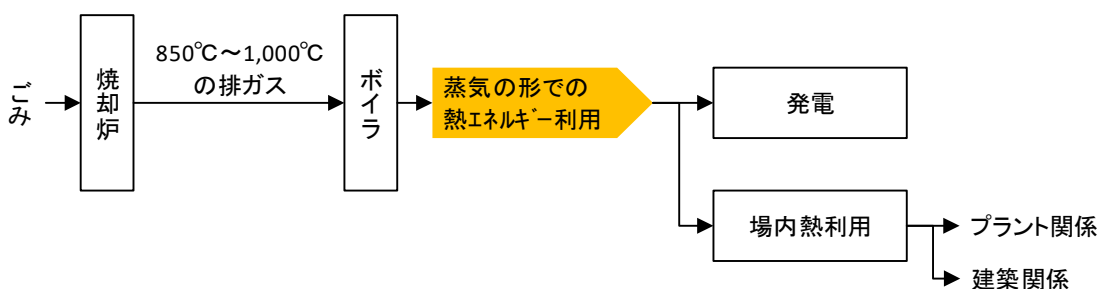 ごみ
焼却炉
850℃～1,000℃
の排ガス
ボイラ
蒸気の形での
熱ｴﾈﾙｷﾞｰ利用
発電
場内熱利用
プラント関係
建築関係